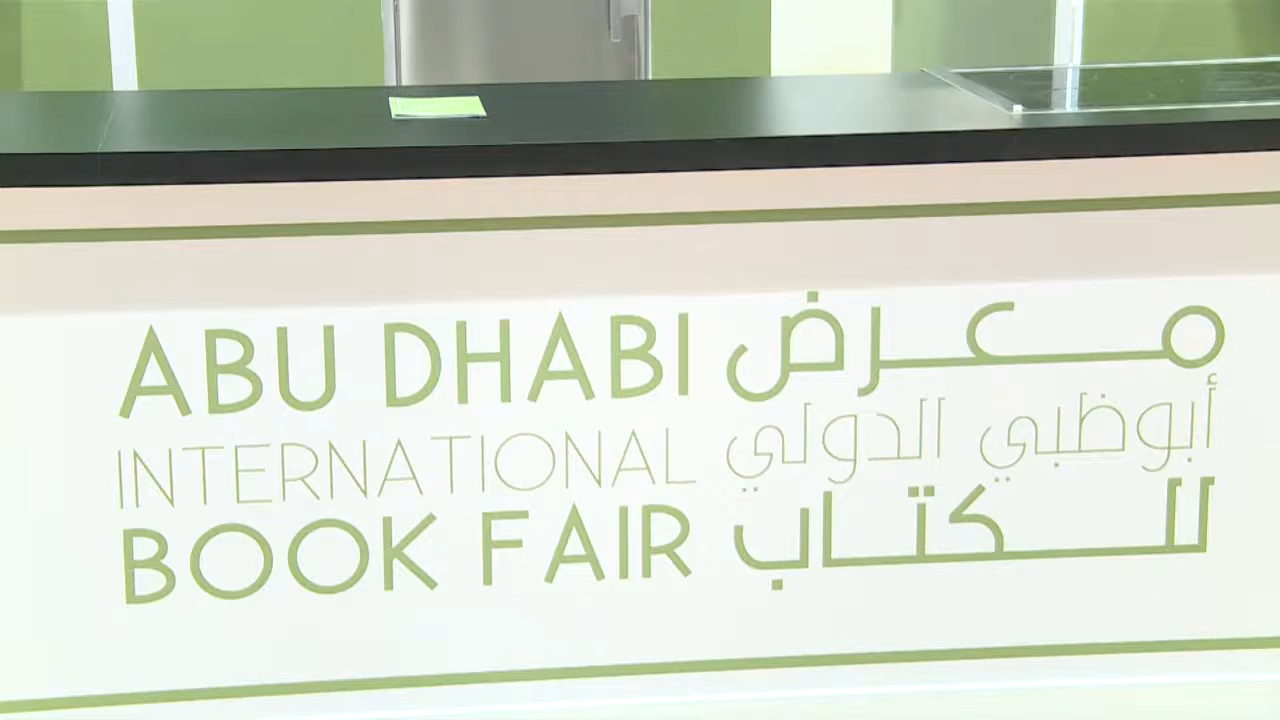 ABU DHABI
INTERNATIONAL
BOOK FAIR
معرض
أبوظبي الدولي
للكتاب